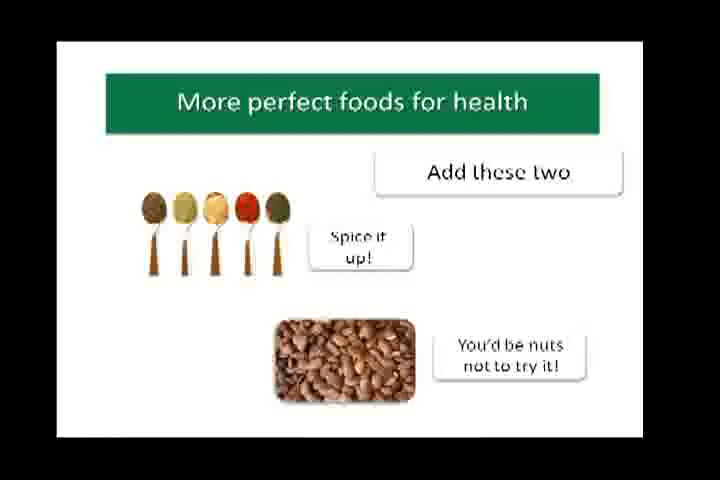 More perfect foods for health
Add these two
Spice it
up!
You'd be nuts
not to try it!